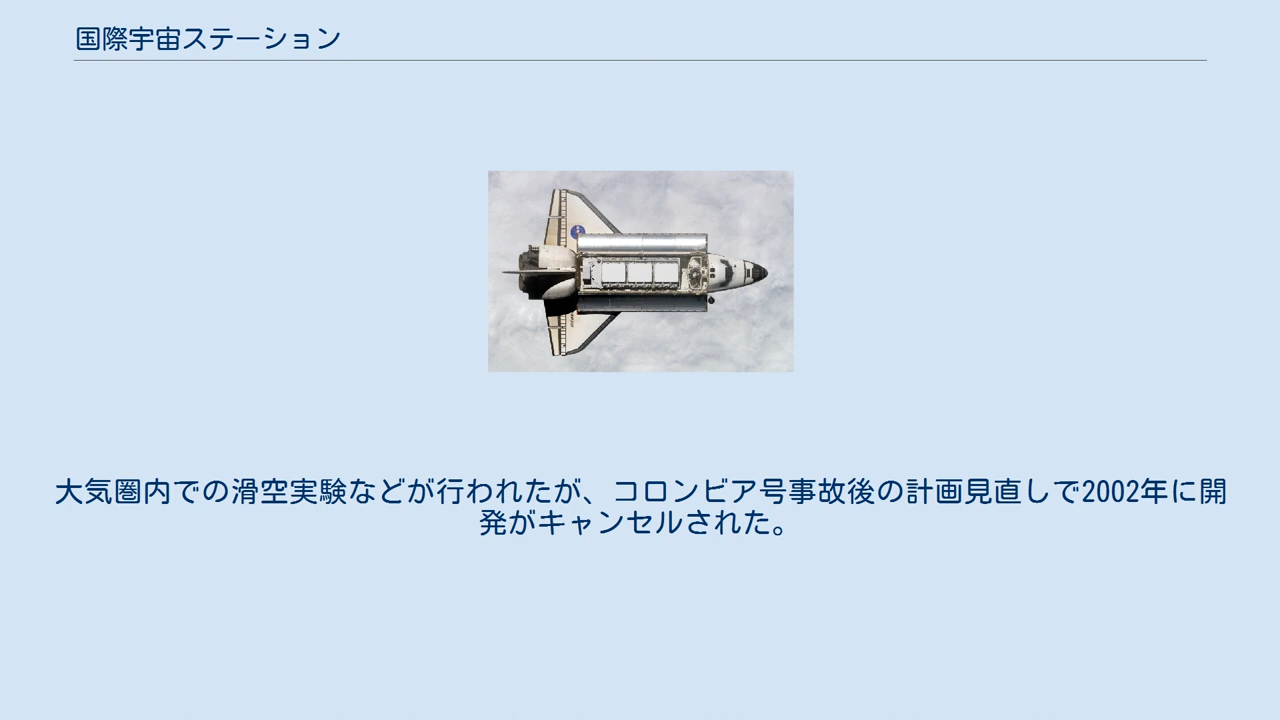 国際宇宙ステーション
大気圏内での滑空実験などが行われたが、コロンビア号事故後の計画見直しで2002年に開
発がキャンセルされた。